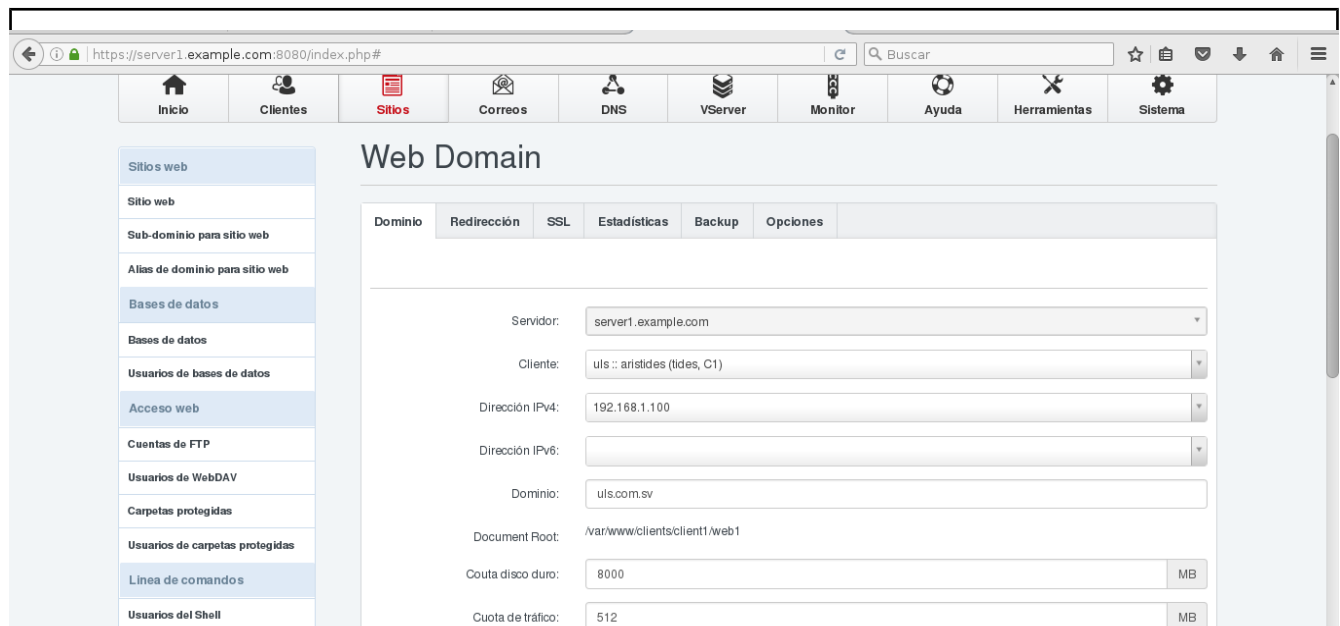 https://server1.example.com:8080/index.php#
Buscar
Inicio
Clientes
Sitios
Correos
DNS
VServer
Monitor
Ayuda
Herramientas
Sistema
Sitios web
Sitio web
Sub-dominio para sitio web
Alias de dominio para sitio web
Bases de datos
Bases de datos
Usuarios de bases de datos
Acceso web
Cuentas de FTP
Usuarios de WebDAV
Carpetas protegidas
Usuarios de carpetas protegidas
Linea de comandos
Usuarios del Shell
Web Domain
Dominio
Redirección
SSL
Estadísticas
Backup
Opciones
Servidor: server1.example.com
Cliente: uls :: aristides (tides, C1)
Dirección IPv4: 192.168.1.100
Dirección IPv6:
Dominio: uls.com.sv
Document Root: /var/www/clients/client1/web1
Couta disco duro: 8000 MB
Cuota de tráfico: 512 MB